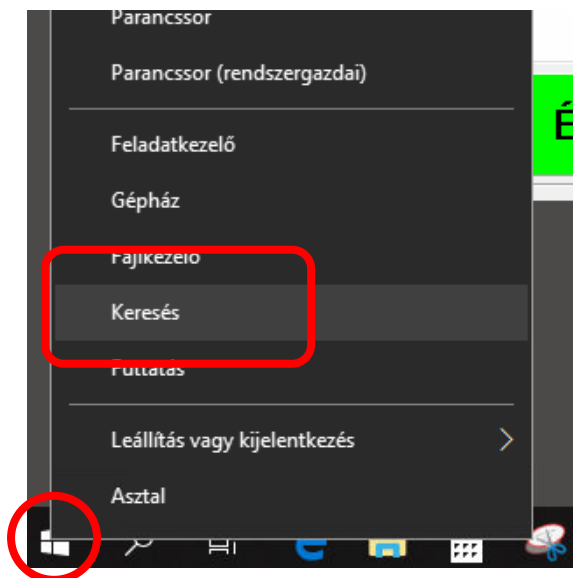 Parancssor
Parancssor (rendszergazdai)
É
Feladatkezelő
Gépház
Fájlkezelő
Keresés
Futtatás
Leállítás vagy kijelentkezés
Asztal